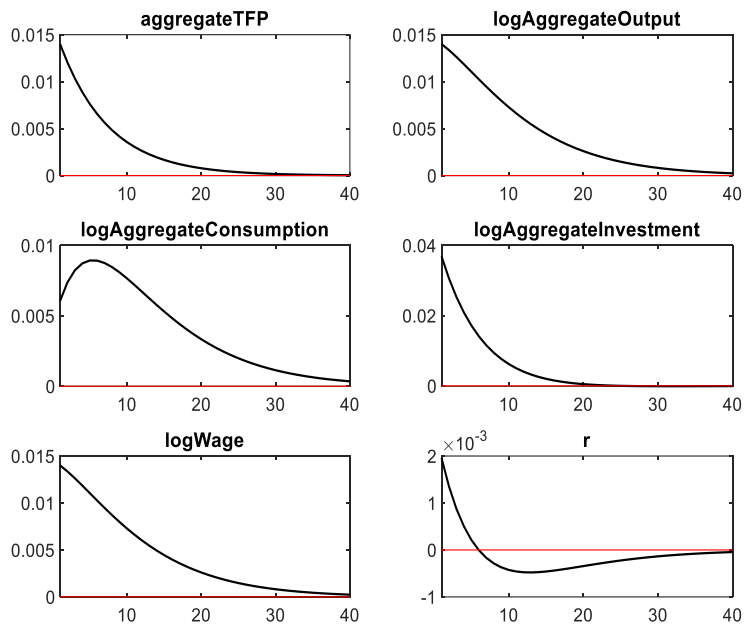 aggregateTFP
0.015
0.01
0.005
0
10 20 30 40
logAggregateOutput
0.015
0.01
0.005
0
10 20 30 40
logAggregateConsumption
0.01
0.005
0
10 20 30 40
logAggregateInvestment
0.04
0.02
0
10 20 30 40
logWage
0.015
0.01
0.005
0
10 20 30 40
r
×10⁻³
2
1
0
-1
10 20 30 40